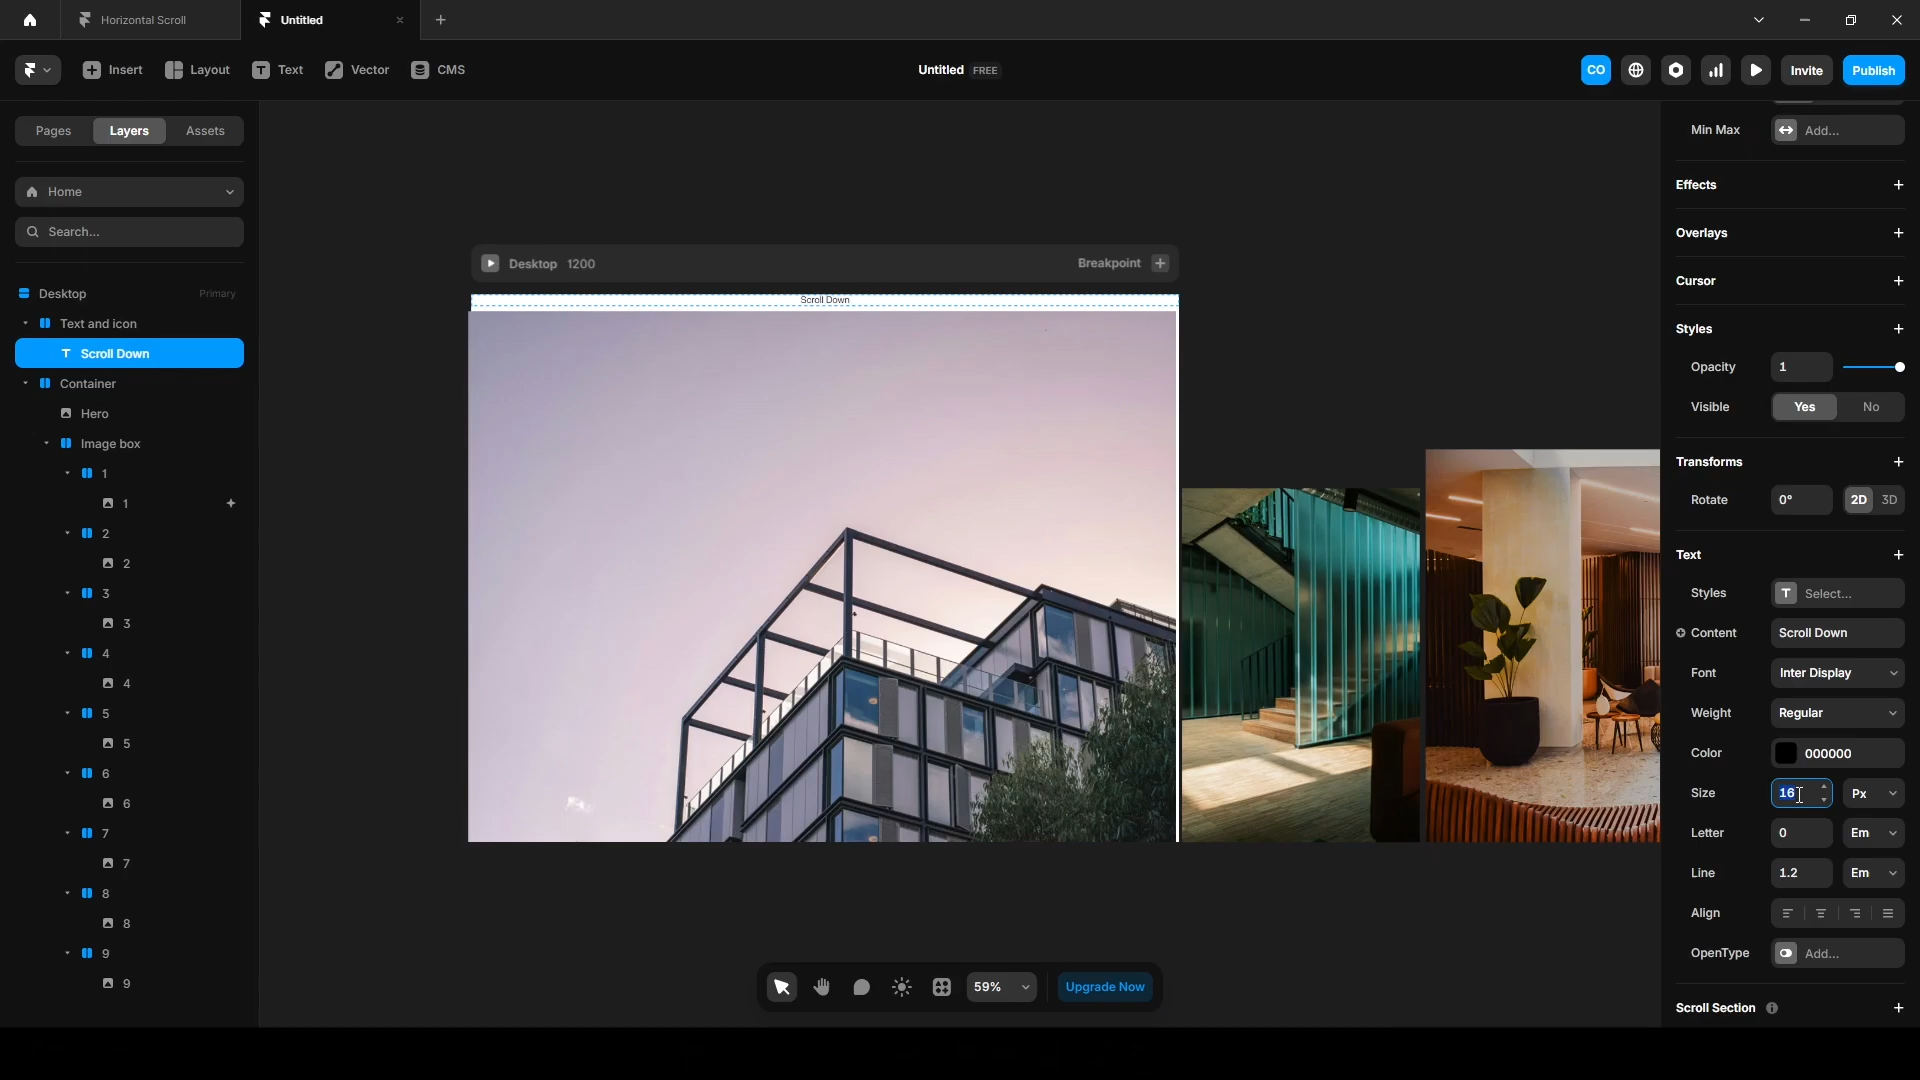 Horizontal Scroll
Untitled
Insert
Layout
Text
Vector
CMS
Untitled FREE
CO
Invite
Publish
Pages
Layers
Assets
Home
Search...
Desktop Primary
Text and icon
Scroll Down
Container
Hero
Image box
1
1
2
2
3
3
4
4
5
5
6
6
7
7
8
8
9
9
Desktop 1200
Breakpoint
Scroll Down
59%
Upgrade Now
Min Max Add...
Effects
Overlays
Cursor
Styles
Opacity 1
Visible Yes No
Transforms
Rotate 0° 2D 3D
Text
Styles Select...
Content Scroll Down
Font Inter Display
Weight Regular
Color 000000
Size 16 Px
Letter 0 Em
Line 1.2 Em
Align
OpenType Add...
Scroll Section